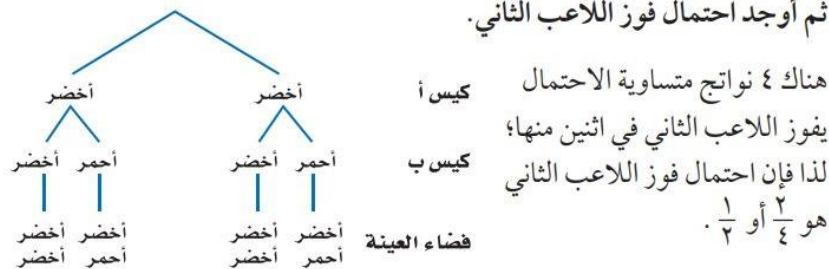 ثم أوجد احتمال فوز اللاعب الثاني.
هناك ٤ نواتج متساوية الاحتمال
يفوز اللاعب الثاني في اثنين منها؛
لذا فإن احتمال فوز اللاعب الثاني
هو ٢/٤ أو ١/٢ .
كيس أ أخضر أخضر
كيس ب أحمر أخضر أحمر أخضر
فضاء العينة أخضر أخضر أخضر أخضر
أحمر أخضر أحمر أخضر